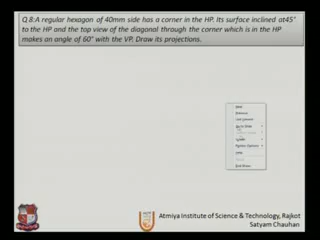 Q 8:A regular hexagon of 40mm side has a corner in the HP. Its surface inclined at45°
to the HP and the top view of the diagonal through the corner which is in the HP
makes an angle of 60° with the VP. Draw its projections.
Atmiya Institute of Science & Technology, Rajkot
Satyam Chauhan